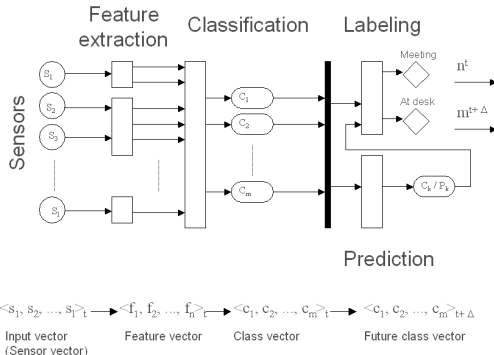 Feature extraction
Classification
Labeling
Sensors
S1
S2
S3
S1
C1
C2
Cm
Meeting
At desk
n^t
m^t+Δ
Ck/Pk
Prediction
<s1, s2, ..., sl>t
<f1, f2, ..., fn>t
<c1, c2, ..., cm>t
<c1, c2, ..., cm>t+Δ
Input vector
(Sensor vector)
Feature vector
Class vector
Future class vector